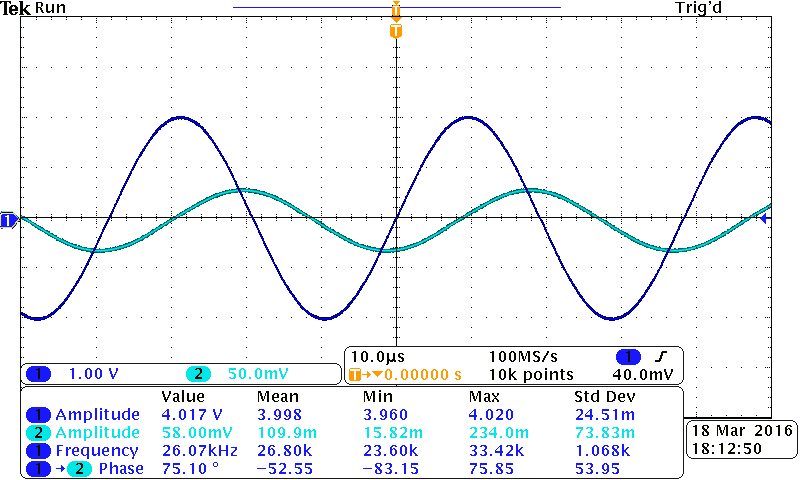 Tek Run Trig'd
T
T
1
1 1.00 V 2 50.0mV
10.0µs 100MS/s 1
T→▼0.00000 s 10k points 40.0mV
Value Mean Min Max Std Dev
1 Amplitude 4.017 V 3.998 3.960 4.020 24.51m
2 Amplitude 58.00mV 109.9m 15.82m 234.0m 73.83m
1 Frequency 26.07kHz 26.80k 23.60k 33.42k 1.068k
1 → 2 Phase 75.10 ° −52.55 −83.15 75.85 53.95
18 Mar 2016
18:12:50